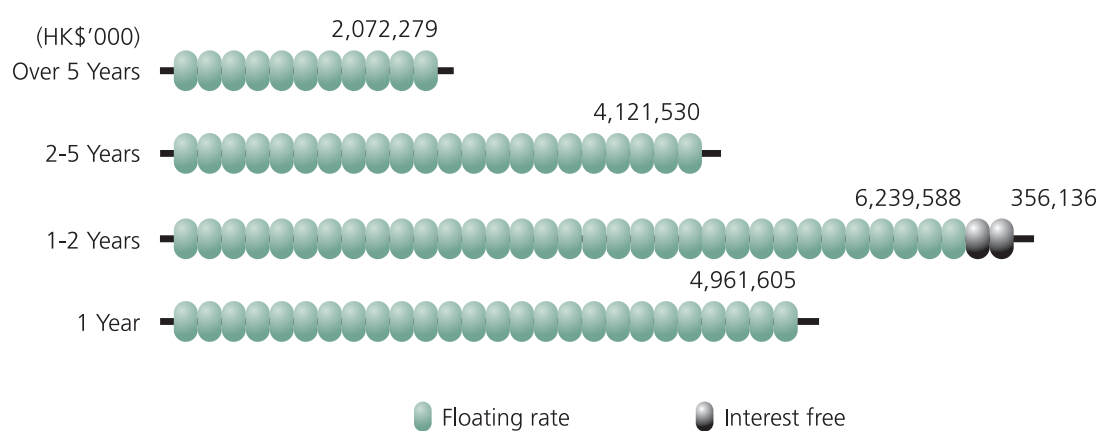 (HK$'000)
2,072,279
Over 5 Years
4,121,530
2-5 Years
6,239,588 356,136
1-2 Years
4,961,605
1 Year
Floating rate Interest free